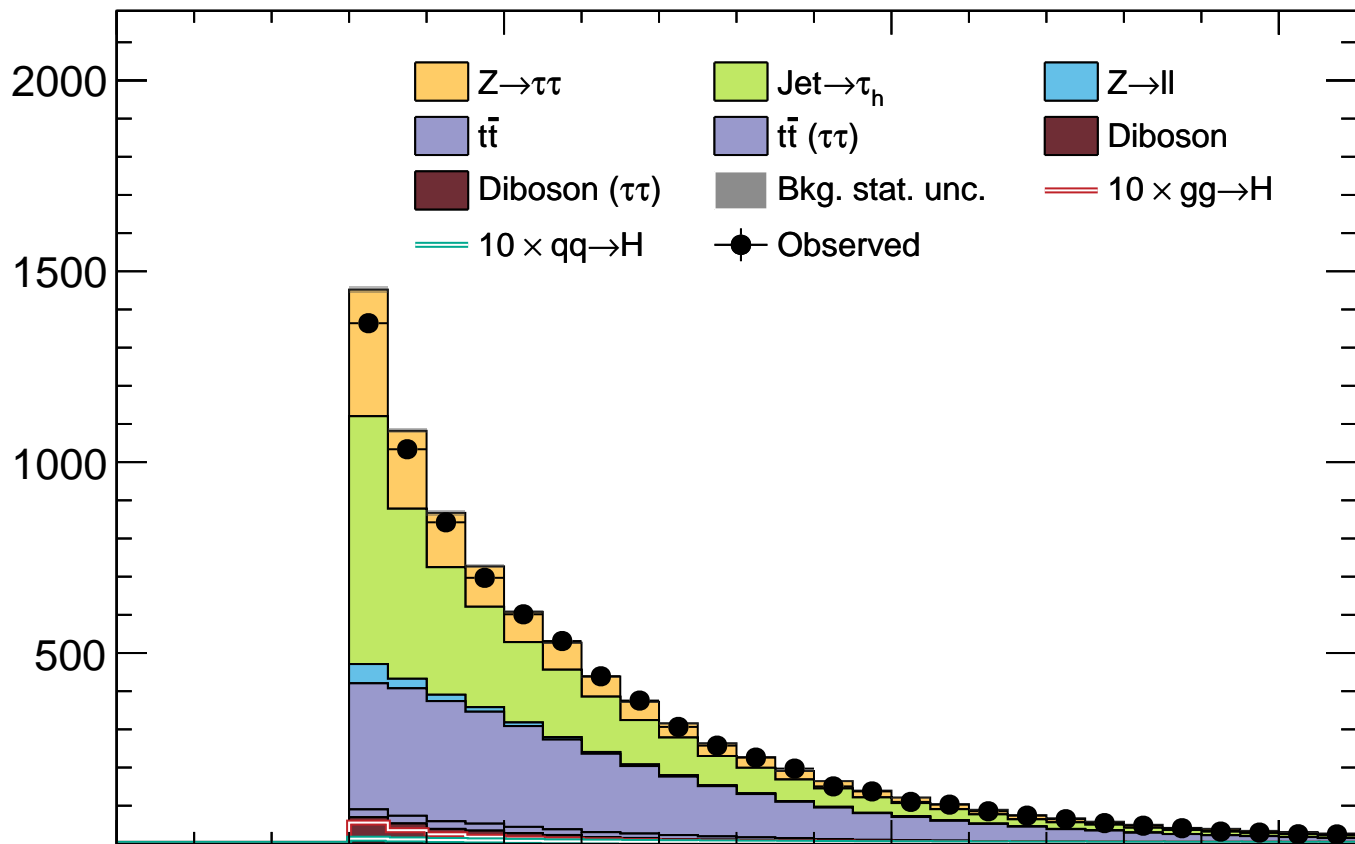 2000
Z→ττ Jet→τh Z→ll
tt̄ tt̄ (ττ) Diboson
Diboson (ττ) Bkg. stat. unc. 10 × gg→H
10 × qq→H Observed
1500
1000
500